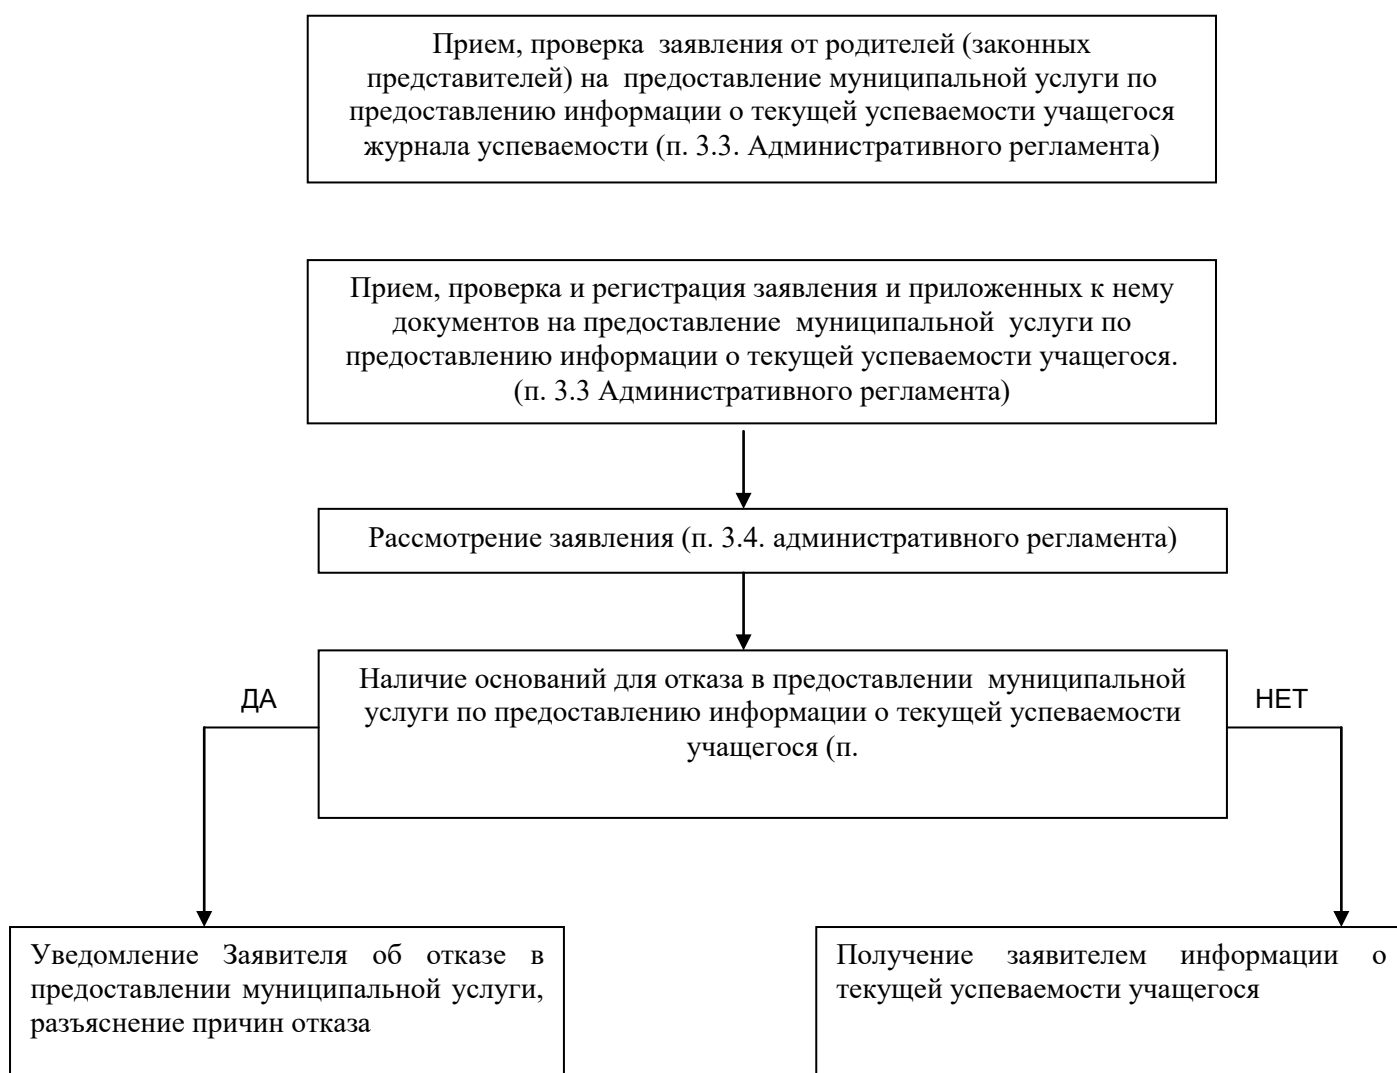 Прием, проверка заявления от родителей (законных
представителей) на предоставление муниципальной услуги по
предоставлению информации о текущей успеваемости учащегося
журнала успеваемости (п. 3.3. Административного регламента)
Прием, проверка и регистрация заявления и приложенных к нему
документов на предоставление муниципальной услуги по
предоставлению информации о текущей успеваемости учащегося.
(п. 3.3 Административного регламента)
Рассмотрение заявления (п. 3.4. административного регламента)
ДА
Наличие оснований для отказа в предоставлении муниципальной
услуги по предоставлению информации о текущей успеваемости
учащегося (п.
НЕТ
Уведомление Заявителя об отказе в
предоставлении муниципальной услуги,
разъяснение причин отказа
Получение заявителем информации о
текущей успеваемости учащегося